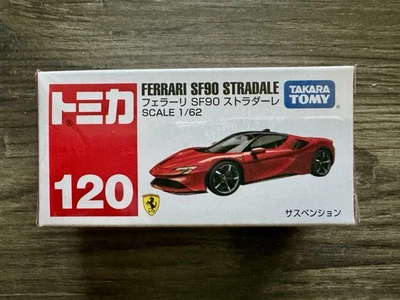 トミカ
120
FERRARI SF90 STRADALE
フェラーリ SF90 ストラダーレ
SCALE 1/62
TAKARA
TOMY
サスペンション